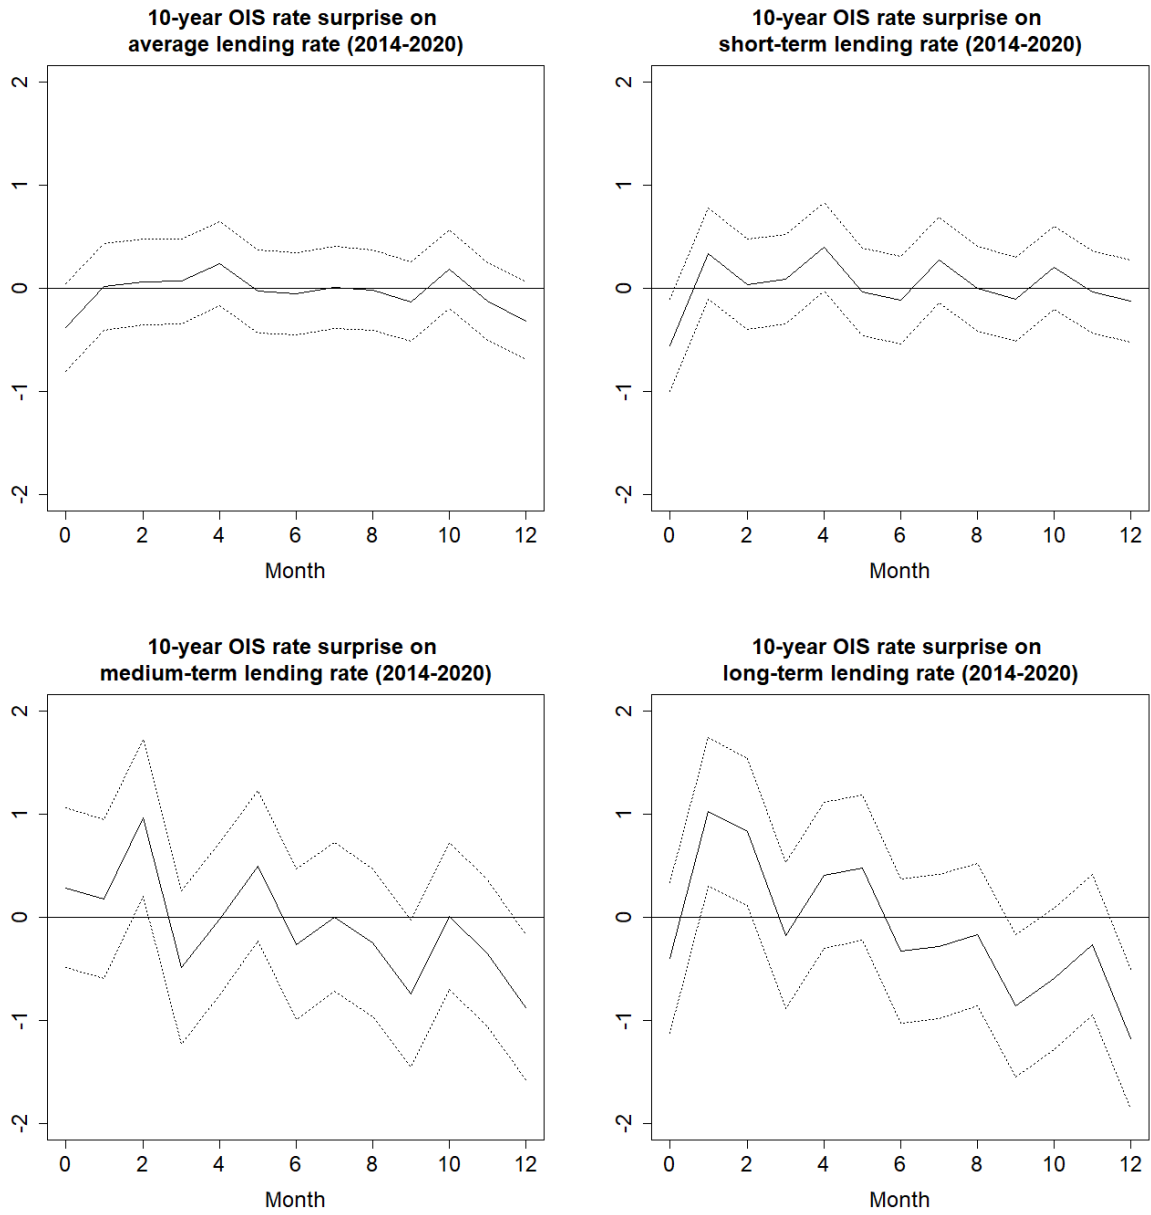 10-year OIS rate surprise on
average lending rate (2014-2020)
2
1
0
-1
-2
0 2 4 6 8 10 12
Month
10-year OIS rate surprise on
short-term lending rate (2014-2020)
2
1
0
-1
-2
0 2 4 6 8 10 12
Month
10-year OIS rate surprise on
medium-term lending rate (2014-2020)
2
1
0
-1
-2
0 2 4 6 8 10 12
Month
10-year OIS rate surprise on
long-term lending rate (2014-2020)
2
1
0
-1
-2
0 2 4 6 8 10 12
Month